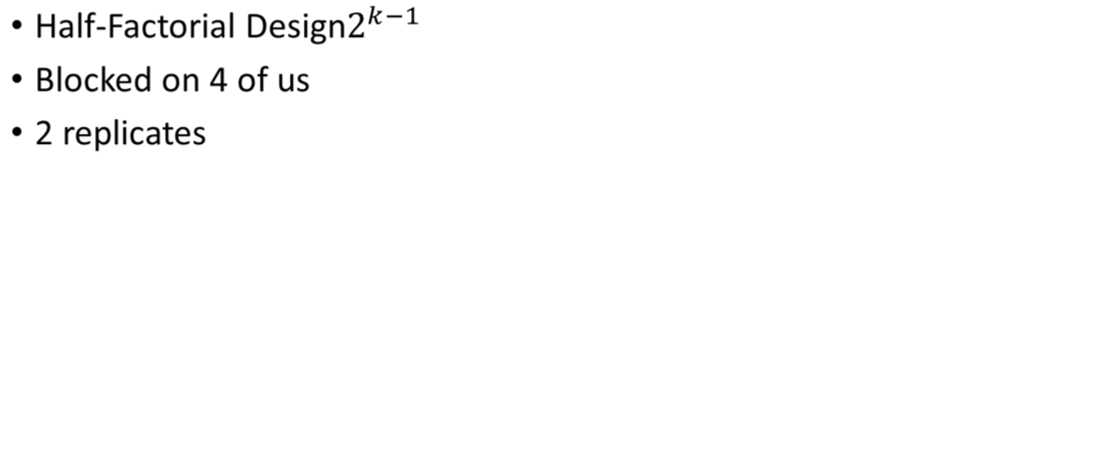 • Half-Factorial Design2^{k−1}
• Blocked on 4 of us
• 2 replicates